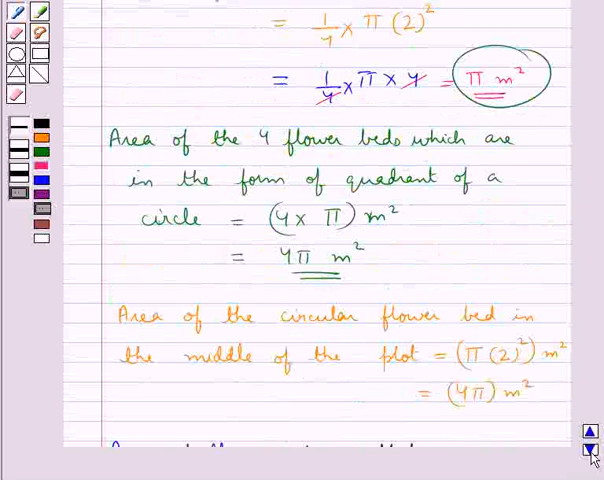 = 1/4 × π (2)²
= 1/4 × π × 4 = π m²
Area of the 4 flower beds which are
in the form of quadrant of a
circle = (4 × π) m²
= 4π m²
Area of the circular flower bed in
the middle of the plot = (π (2)²) m²
= (4π) m²